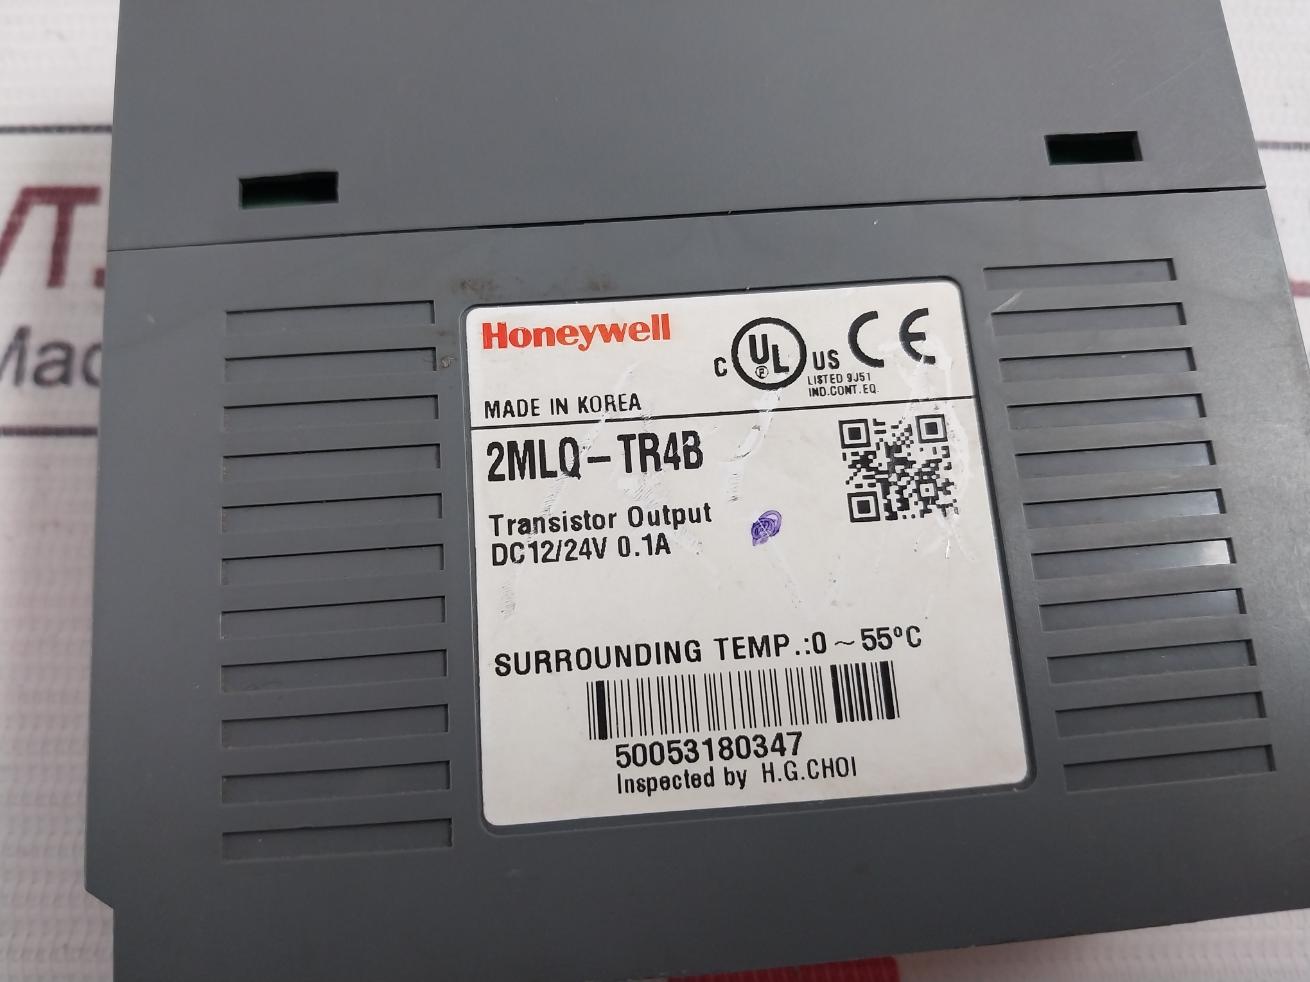 Honeywell
C UL US CE
LISTED 9J51
IND.CONT.EQ.
MADE IN KOREA
2MLQ-TR4B
Transistor Output
DC12/24V 0.1A
SURROUNDING TEMP.:0~55°C
50053180347
Inspected by H.G.CHOI